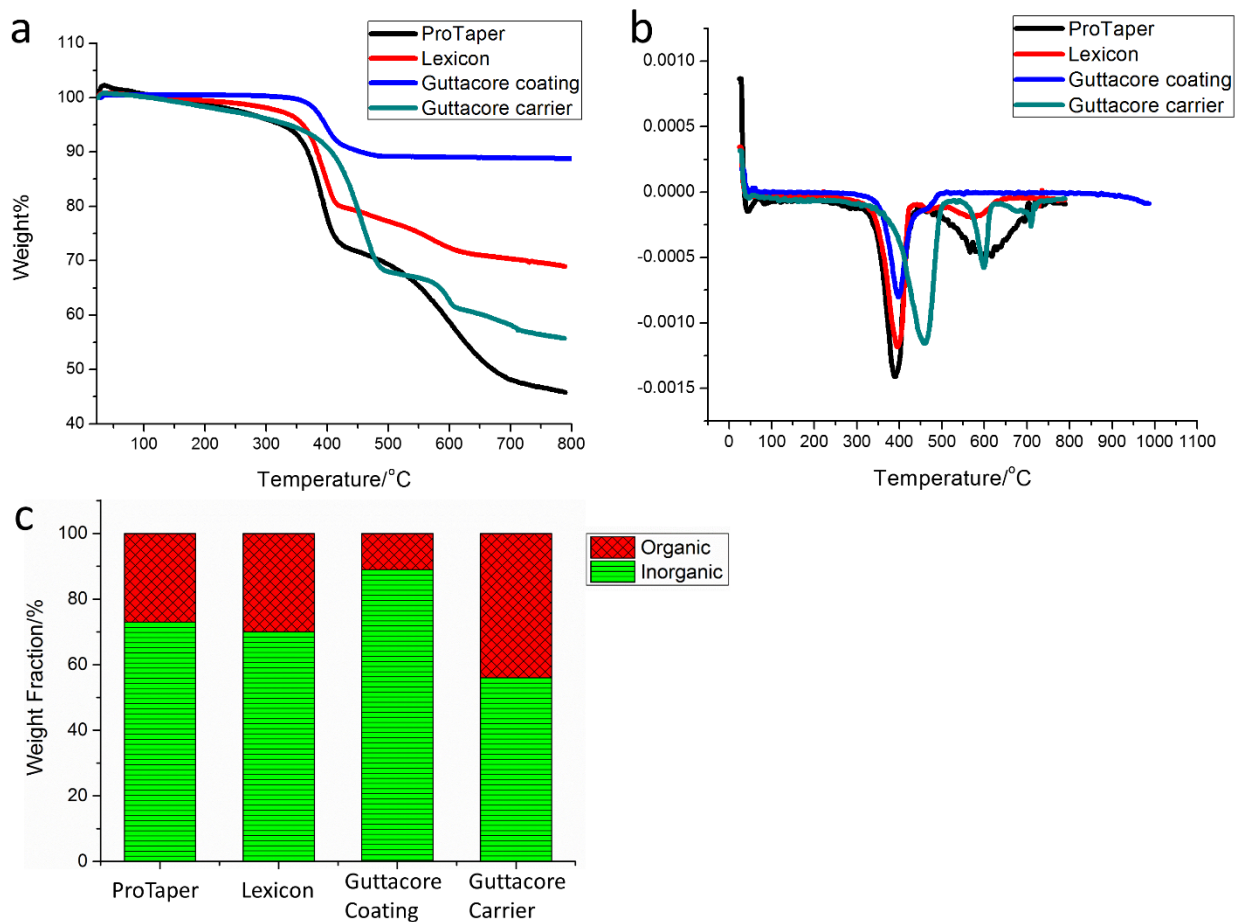 a
ProTaper
Lexicon
Guttacore coating
Guttacore carrier
110
100
90
80
70
60
50
40
Weight%
100 200 300 400 500 600 700 800
Temperature/°C
b
ProTaper
Lexicon
Guttacore coating
Guttacore carrier
0.0010
0.0005
0.0000
-0.0005
-0.0010
-0.0015
0 100 200 300 400 500 600 700 800 900 1000 1100
Temperature/°C
c
Organic
Inorganic
100
80
60
40
20
0
Weight Fraction/%
ProTaper Lexicon Guttacore Guttacore
Coating Carrier